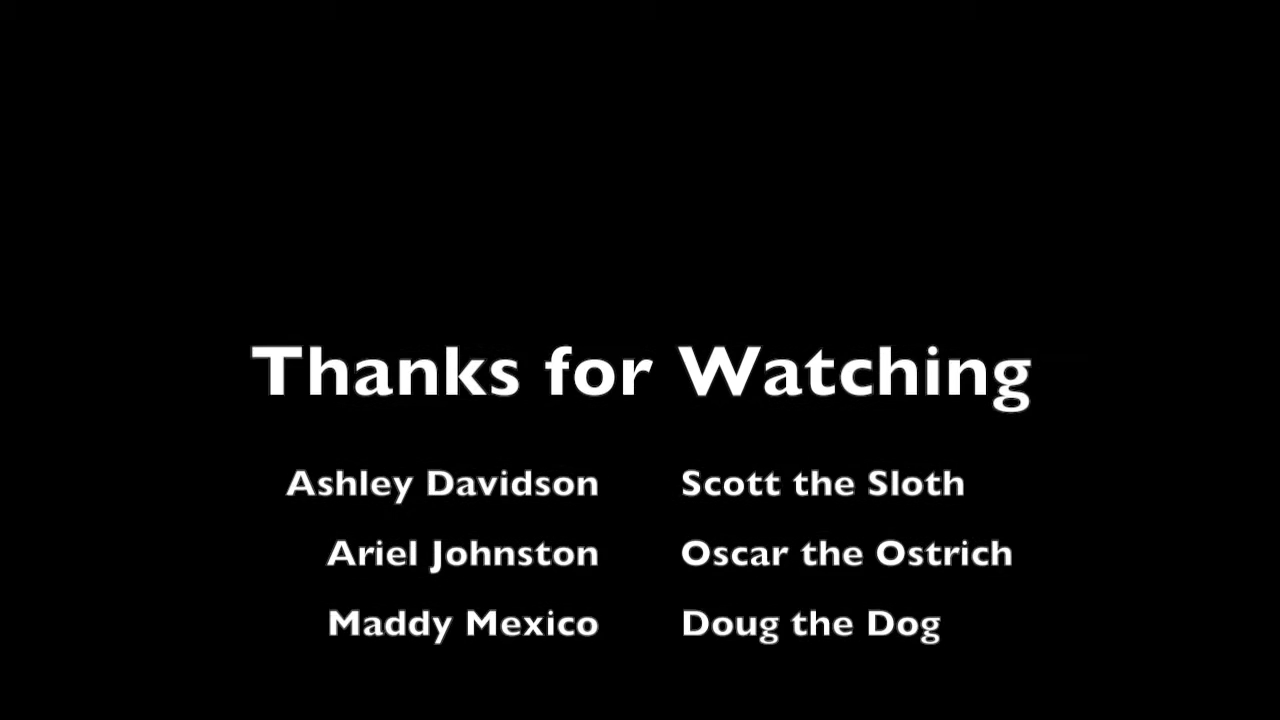 Thanks for Watching
Ashley Davidson Scott the Sloth
Ariel Johnston Oscar the Ostrich
Maddy Mexico Doug the Dog